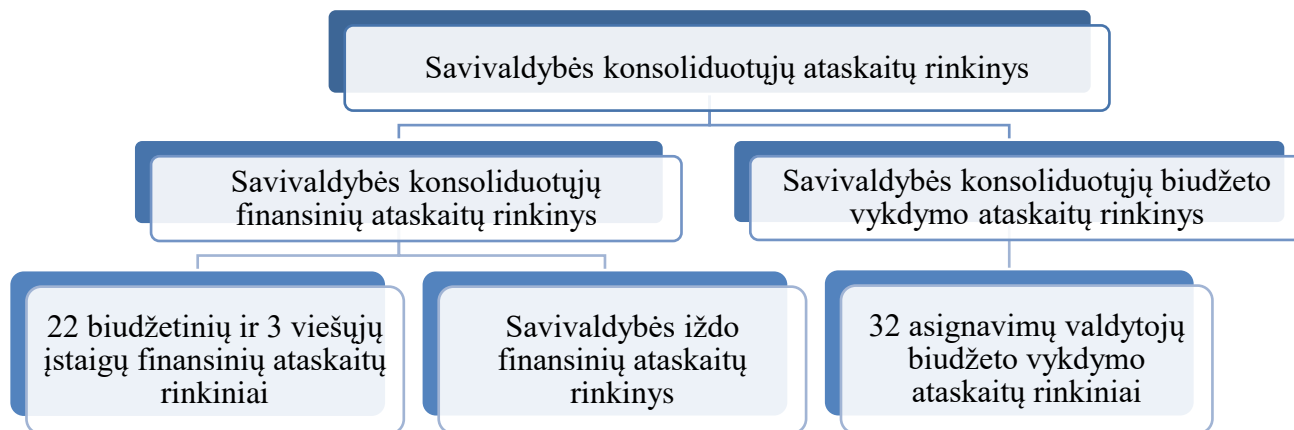 Savivaldybės konsoliduotųjų ataskaitų rinkinys
Savivaldybės konsoliduotųjų
finansinių ataskaitų rinkinys
Savivaldybės konsoliduotųjų biudžeto
vykdymo ataskaitų rinkinys
22 biudžetinių ir 3 viešųjų
įstaigų finansinių ataskaitų
rinkiniai
Savivaldybės iždo
finansinių ataskaitų
rinkinys
32 asignavimų valdytojų
biudžeto vykdymo
ataskaitų rinkiniai